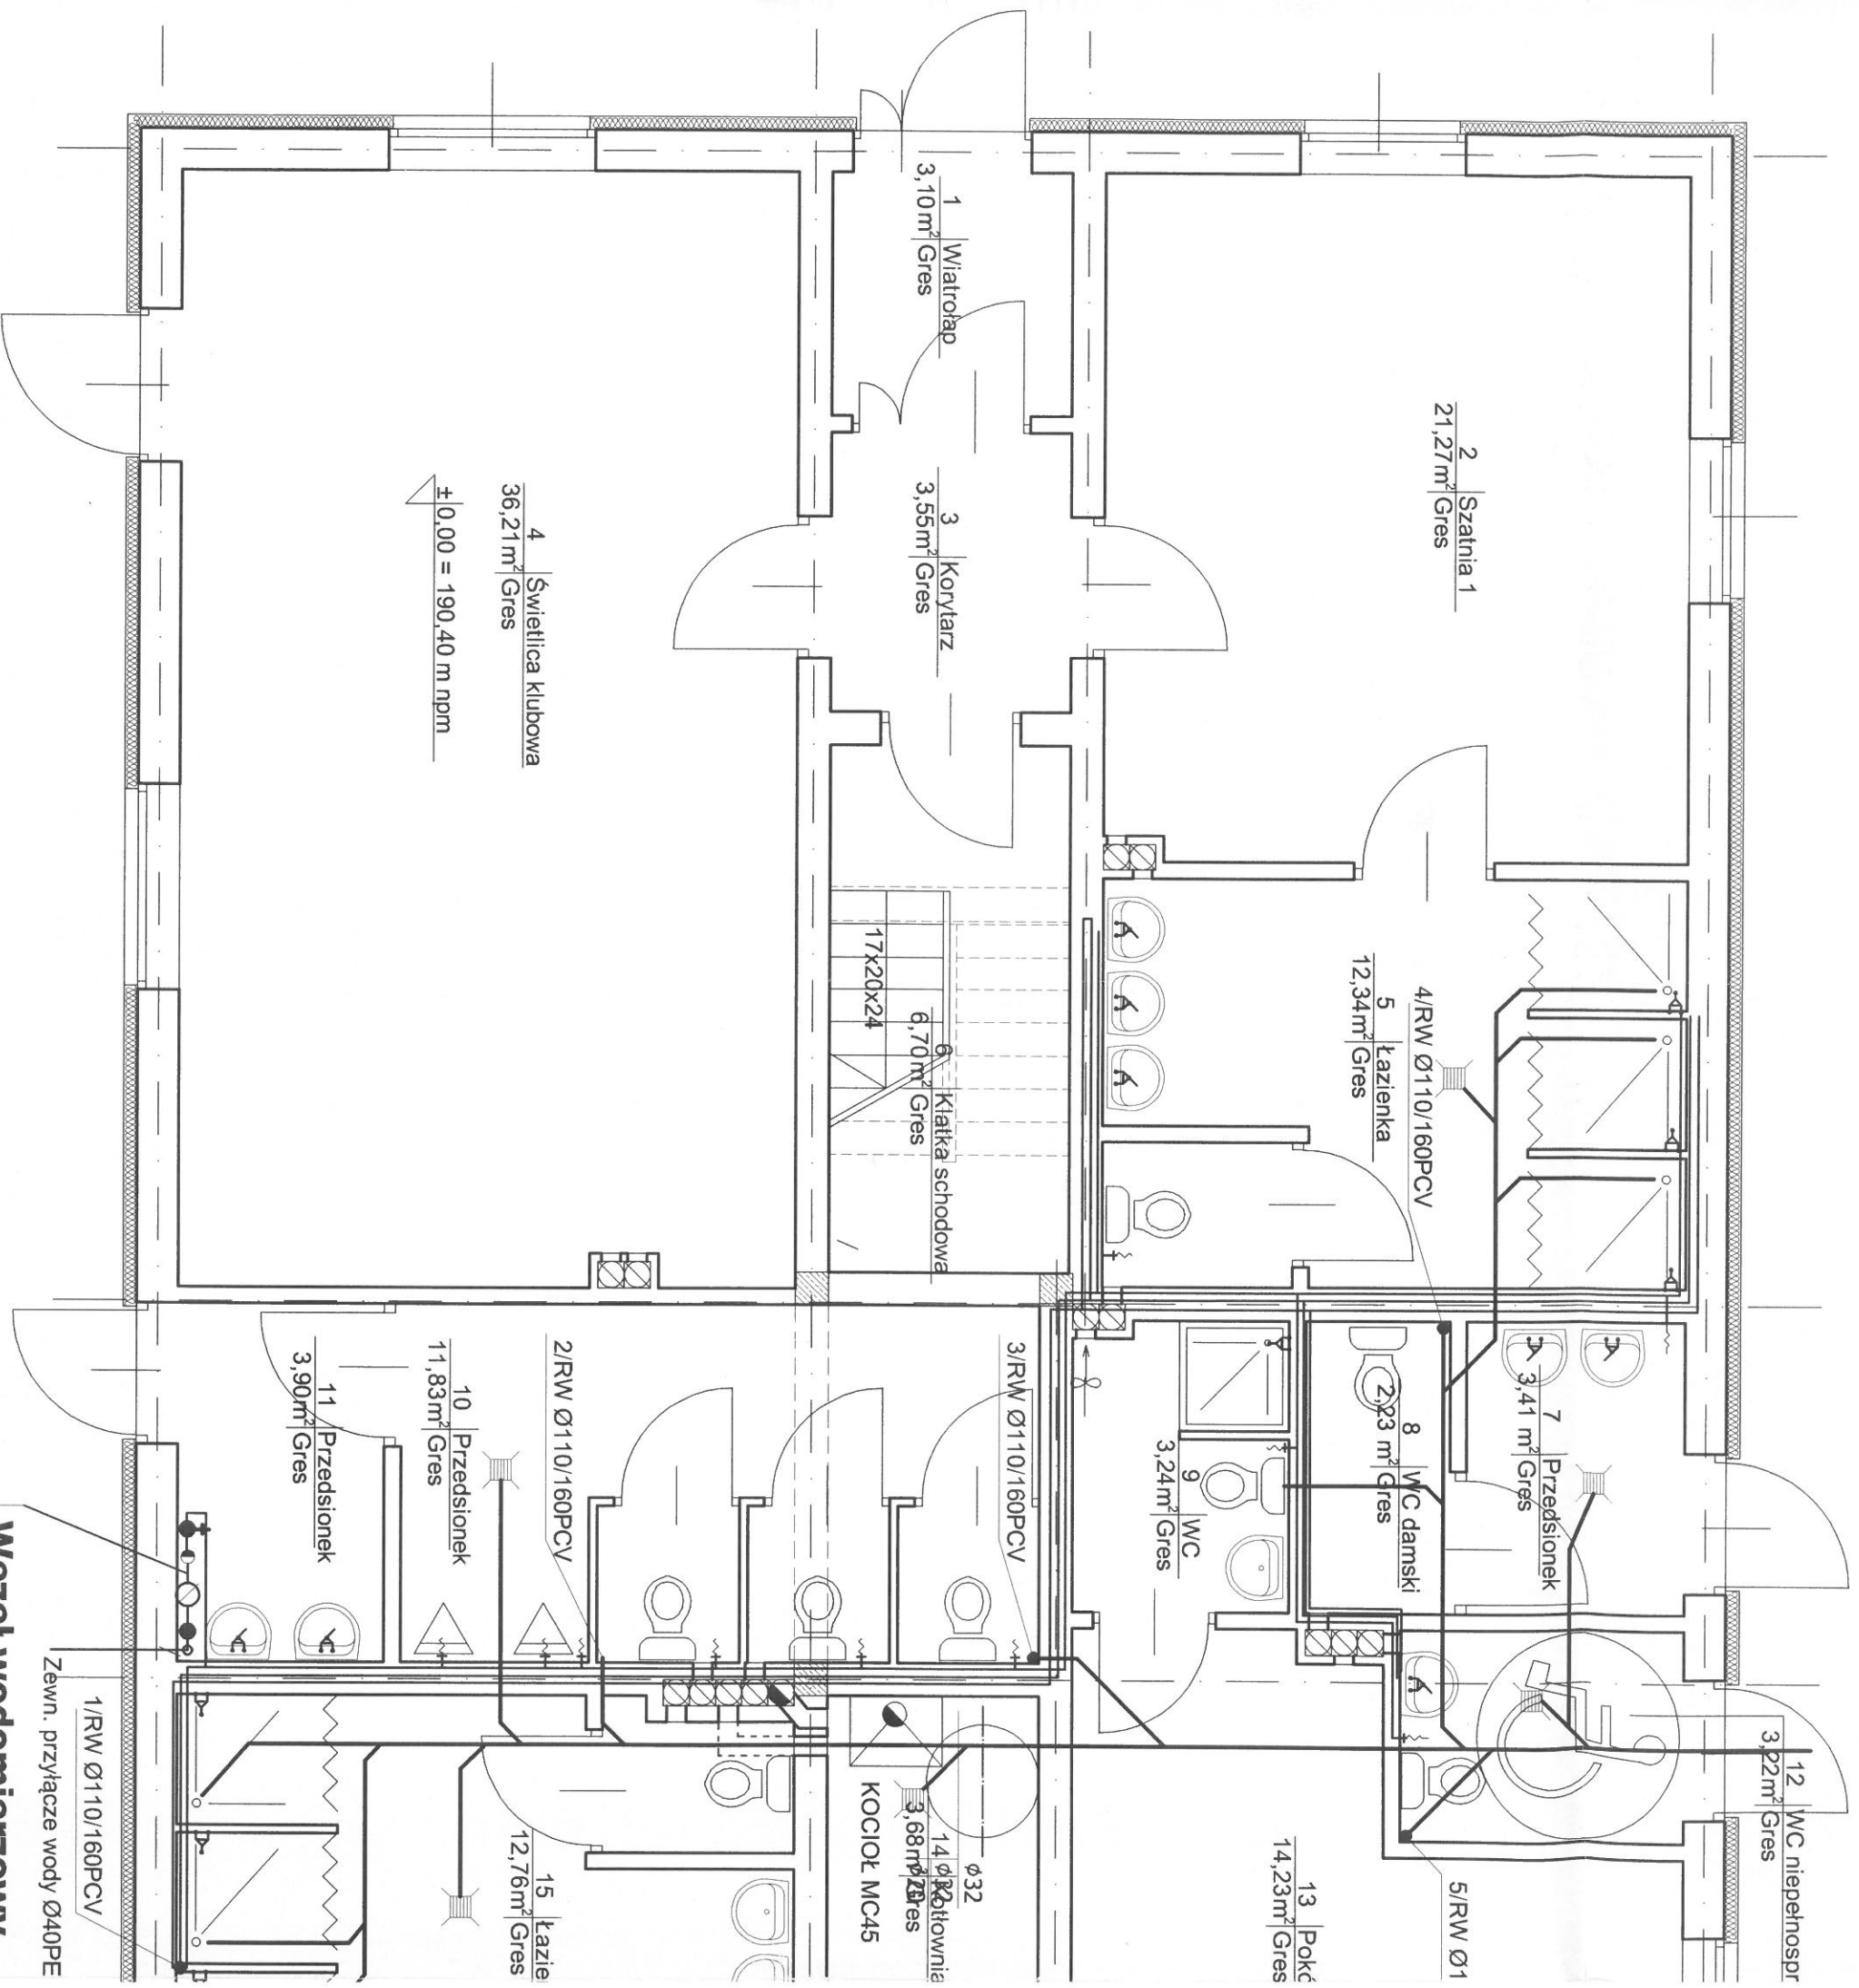 1 Wiatrołap
3,10m² Gres
2 Szatnia 1
21,27m² Gres
3 Korytarz
3,55m² Gres
4 Świetlica klubowa
36,21m² Gres
±0,00 = 190,40 m npm
5 Łazienka
12,34m² Gres
4/RW Ø110/160PCV
17x20x24
6 Klatka schodowa
6,70m² Gres
7 Przedsionek
3,41 m² Gres
8 WC damski
2,23 m² Gres
9 WC
3,24m² Gres
3/RW Ø110/160PCV
2/RW Ø110/160PCV
10 Przedsionek
11,83m² Gres
11 Przedsionek
3,90m² Gres
12 WC niepełnospr
3,22m² Gres
5/RW Ø1
13 Pokó
14,23m² Gres
ø32
14 Kotłownia
3,68m² Gres
KOCIOŁ MC45
15 Łazie
12,76m² Gres
1/RW Ø110/160PCV
Zewn. przyłącze wody Ø40PE
Węzeł wodomierzowy